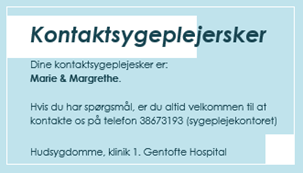 Kontaktsygeplejersker
Dine kontaktsygeplejesker er:
Marie & Margrethe.
Hvis du har spørgsmål, er du altid velkommen til at
kontakte os på telefon 38673193 (sygeplejekontoret)
Hudsygdomme, klinik 1. Gentofte Hospital